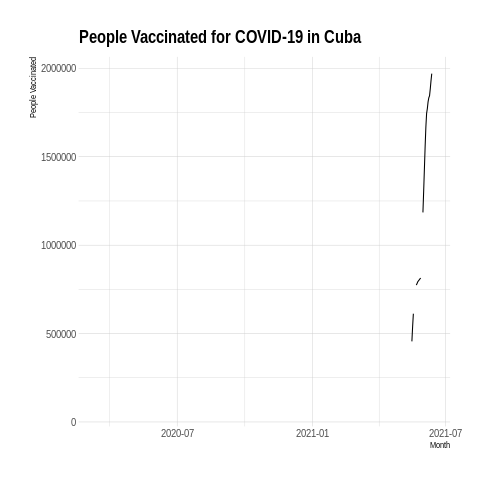 People Vaccinated for COVID-19 in Cuba
People Vaccinated
2000000
1500000
1000000
500000
0
2020-07
2021-01
2021-07
Month